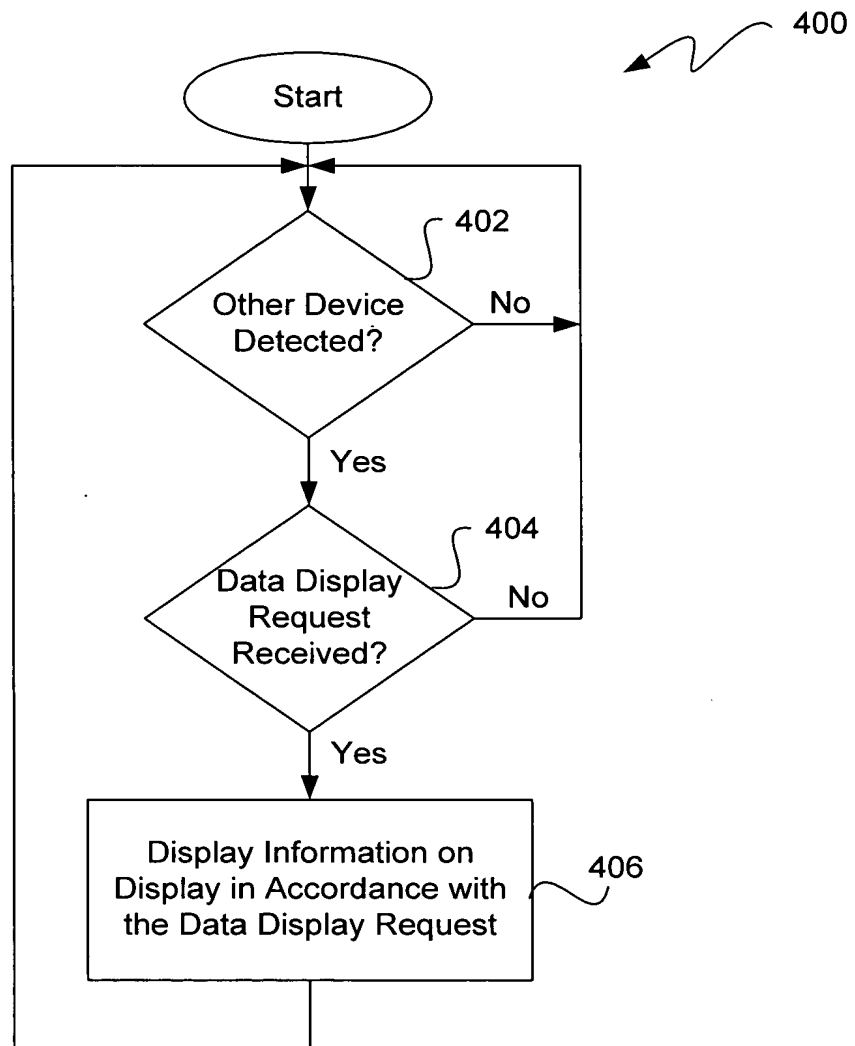 400
Start
402
Other Device
Detected?
No
Yes
404
Data Display
Request
Received?
No
Yes
Display Information on
Display in Accordance with
the Data Display Request
406